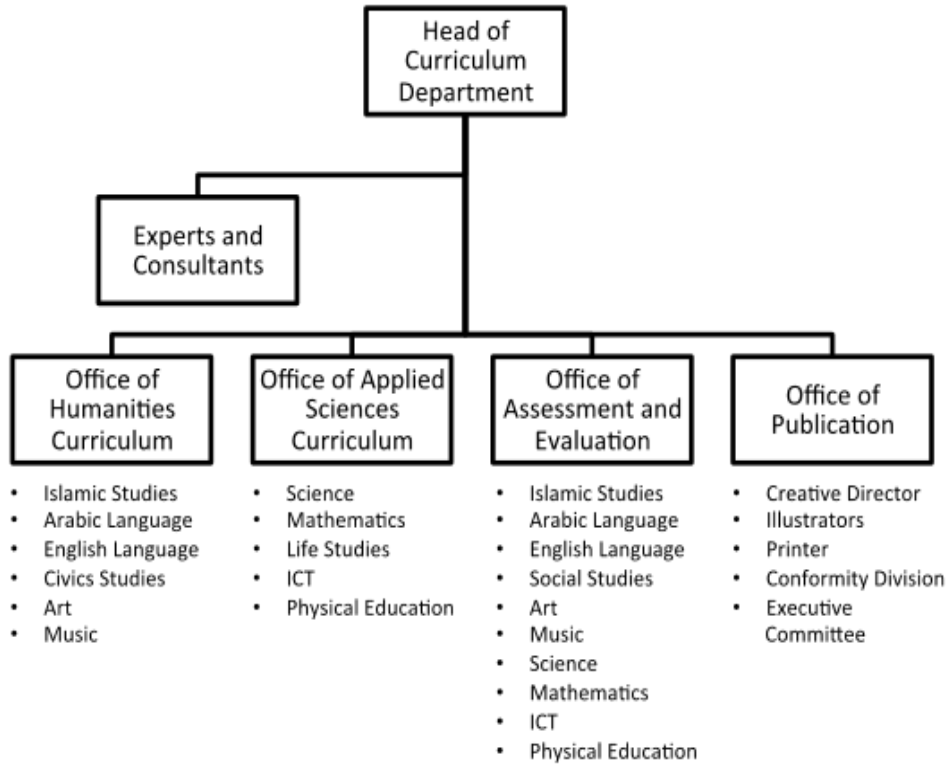 Head of
Curriculum
Department
Experts and
Consultants
Office of
Humanities
Curriculum
• Islamic Studies
• Arabic Language
• English Language
• Civics Studies
• Art
• Music
Office of Applied
Sciences
Curriculum
• Science
• Mathematics
• Life Studies
• ICT
• Physical Education
Office of
Assessment and
Evaluation
• Islamic Studies
• Arabic Language
• English Language
• Social Studies
• Art
• Music
• Science
• Mathematics
• ICT
• Physical Education
Office of
Publication
• Creative Director
• Illustrators
• Printer
• Conformity Division
• Executive
Committee